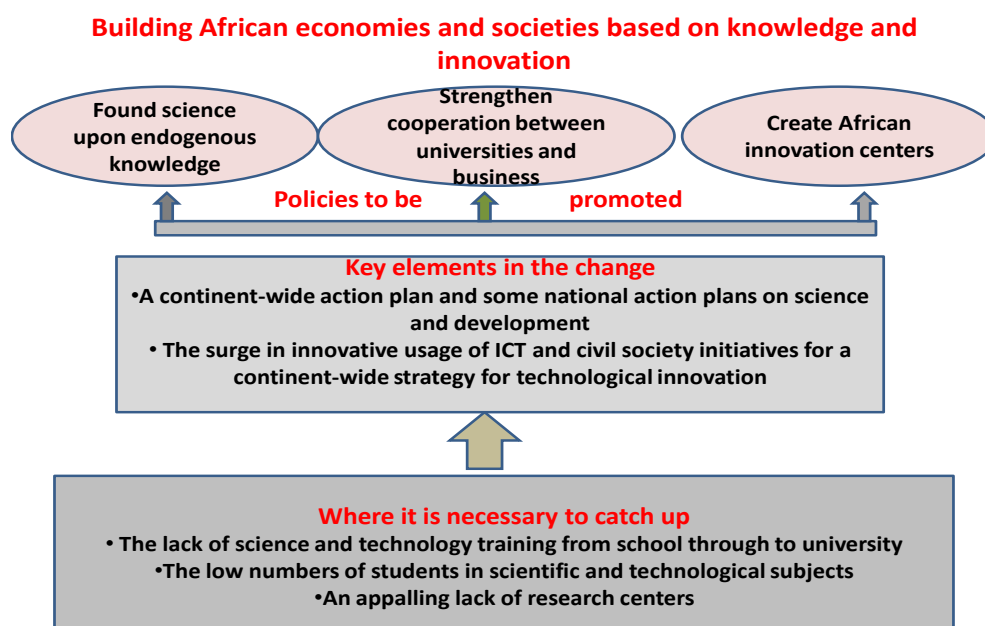 Building African economies and societies based on knowledge and
innovation
Found science
upon endogenous
knowledge
Strengthen
cooperation between
universities and
business
Create African
innovation centers
Policies to be promoted
Key elements in the change
•A continent-wide action plan and some national action plans on science
and development
• The surge in innovative usage of ICT and civil society initiatives for a
continent-wide strategy for technological innovation
Where it is necessary to catch up
• The lack of science and technology training from school through to university
•The low numbers of students in scientific and technological subjects
•An appalling lack of research centers